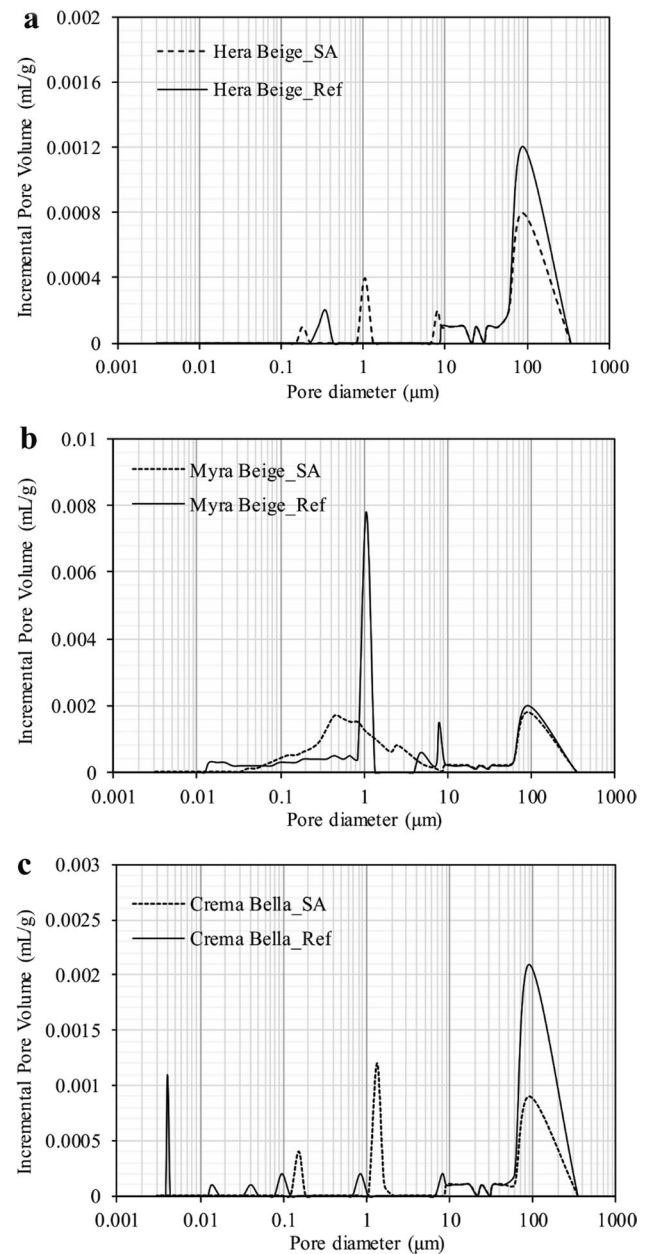 a
0.002
0.0016
0.0012
0.0008
0.0004
0
Incremental Pore Volume (mL/g)
Hera Beige_SA
Hera Beige_Ref
0.001 0.01 0.1 1 10 100 1000
Pore diameter (μm)
b
0.01
0.008
0.006
0.004
0.002
0
Incremental Pore Volume (mL/g)
Myra Beige_SA
Myra Beige_Ref
0.001 0.01 0.1 1 10 100 1000
Pore diameter (μm)
c
0.003
0.0025
0.002
0.0015
0.001
0.0005
0
Incremental Pore Volume (mL/g)
Crema Bella_SA
Crema Bella_Ref
0.001 0.01 0.1 1 10 100 1000
Pore diameter (μm)